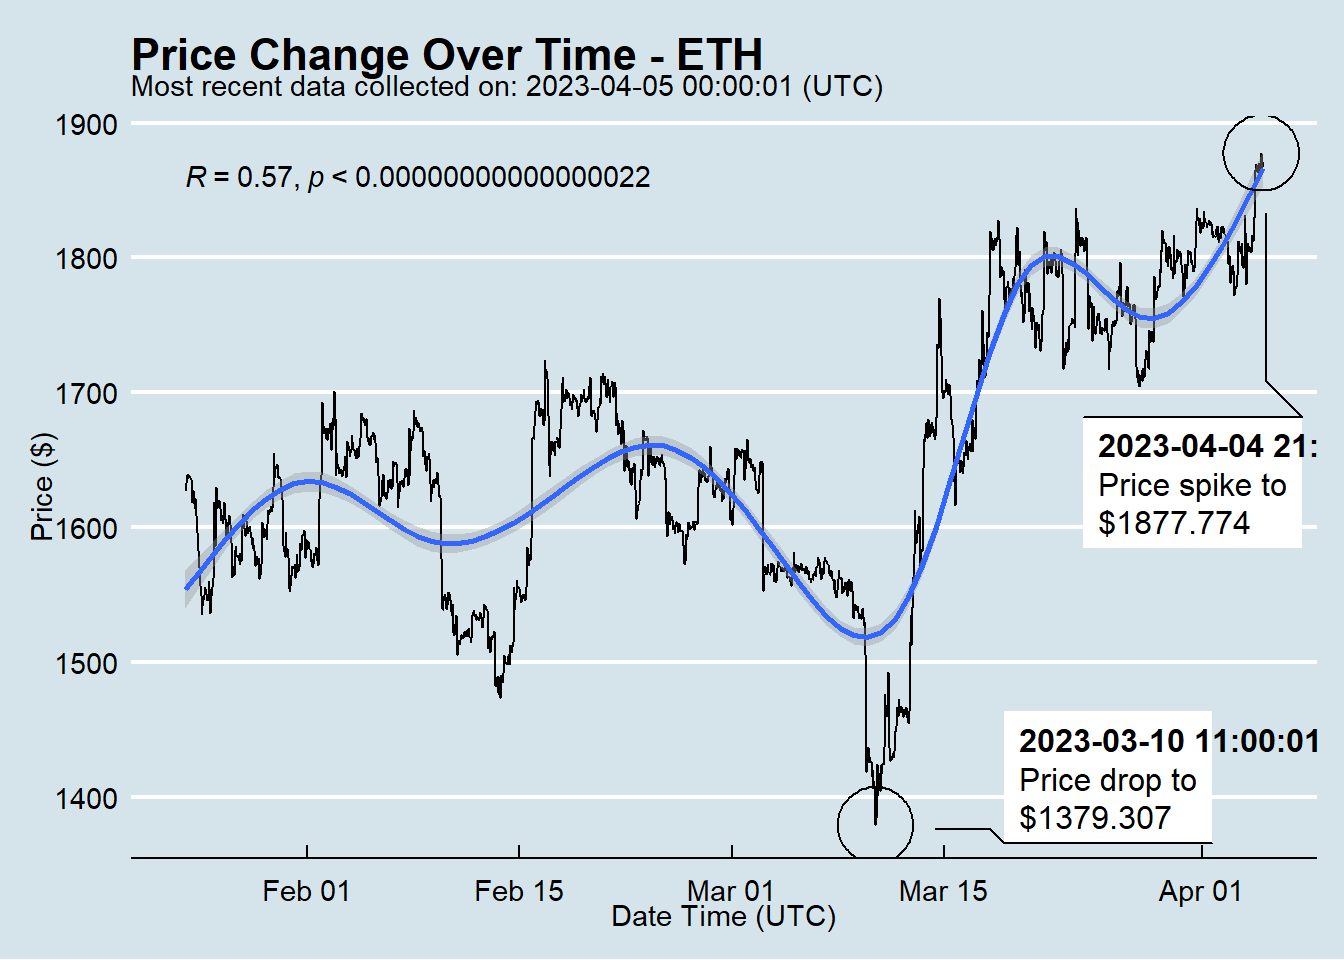 Price Change Over Time - ETH
Most recent data collected on: 2023-04-05 00:00:01 (UTC)
R = 0.57, p < 0.00000000000000022
1900
1800
1700
1600
1500
1400
Price ($)
2023-04-04 21:
Price spike to
$1877.774
2023-03-10 11:00:01
Price drop to
$1379.307
Feb 01
Feb 15
Mar 01
Mar 15
Apr 01
Date Time (UTC)